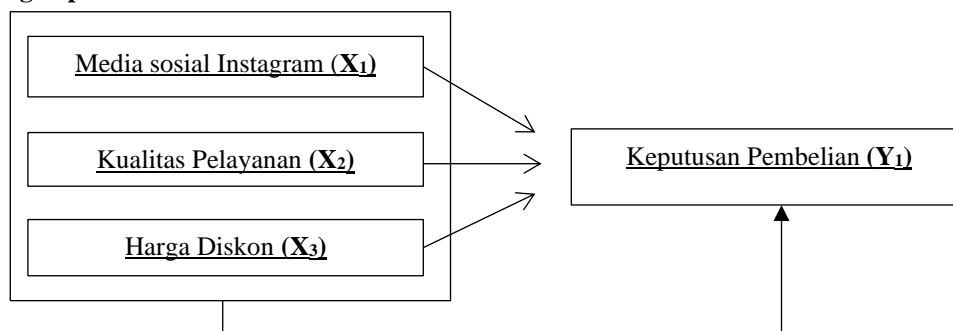 Media sosial Instagram (X1)
Kualitas Pelayanan (X2)
Keputusan Pembelian (Y1)
Harga Diskon (X3)